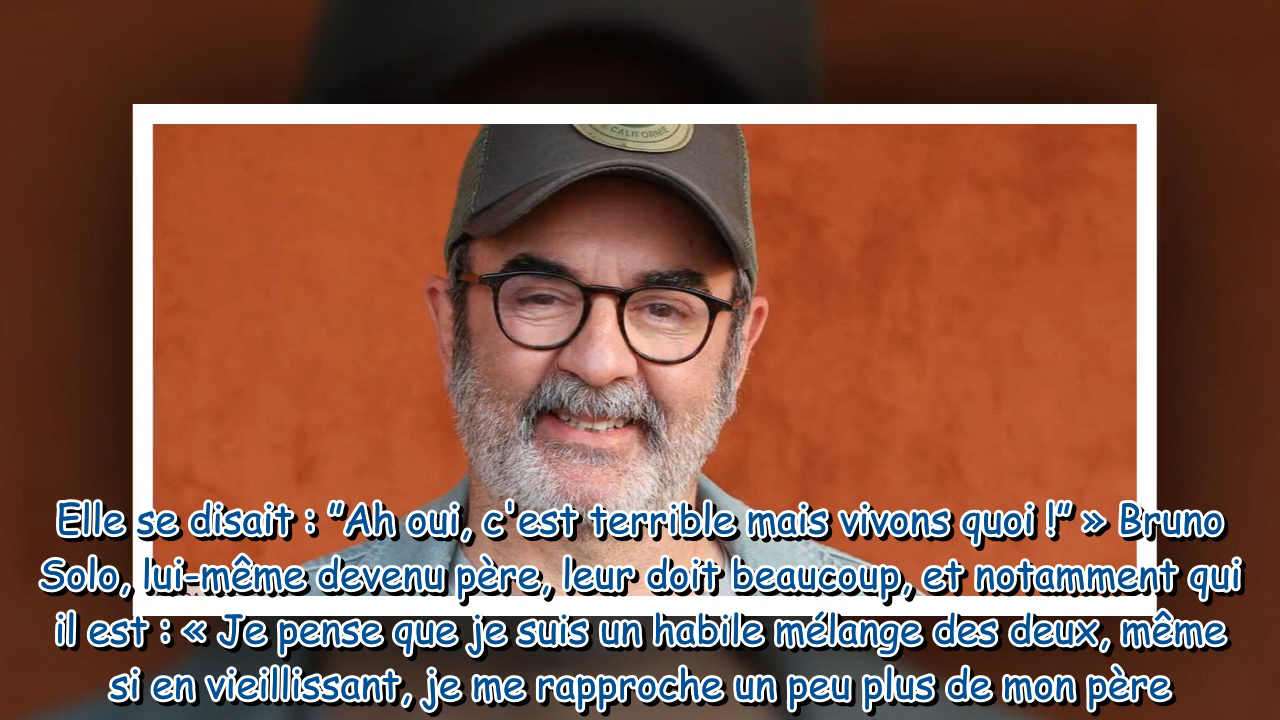 CALIFORNIE
Elle se disait : ”Ah oui, c'est terrible mais vivons quoi !” » Bruno
Solo, lui-même devenu père, leur doit beaucoup, et notamment qui
il est : « Je pense que je suis un habile mélange des deux, même
si en vieillissant, je me rapproche un peu plus de mon père